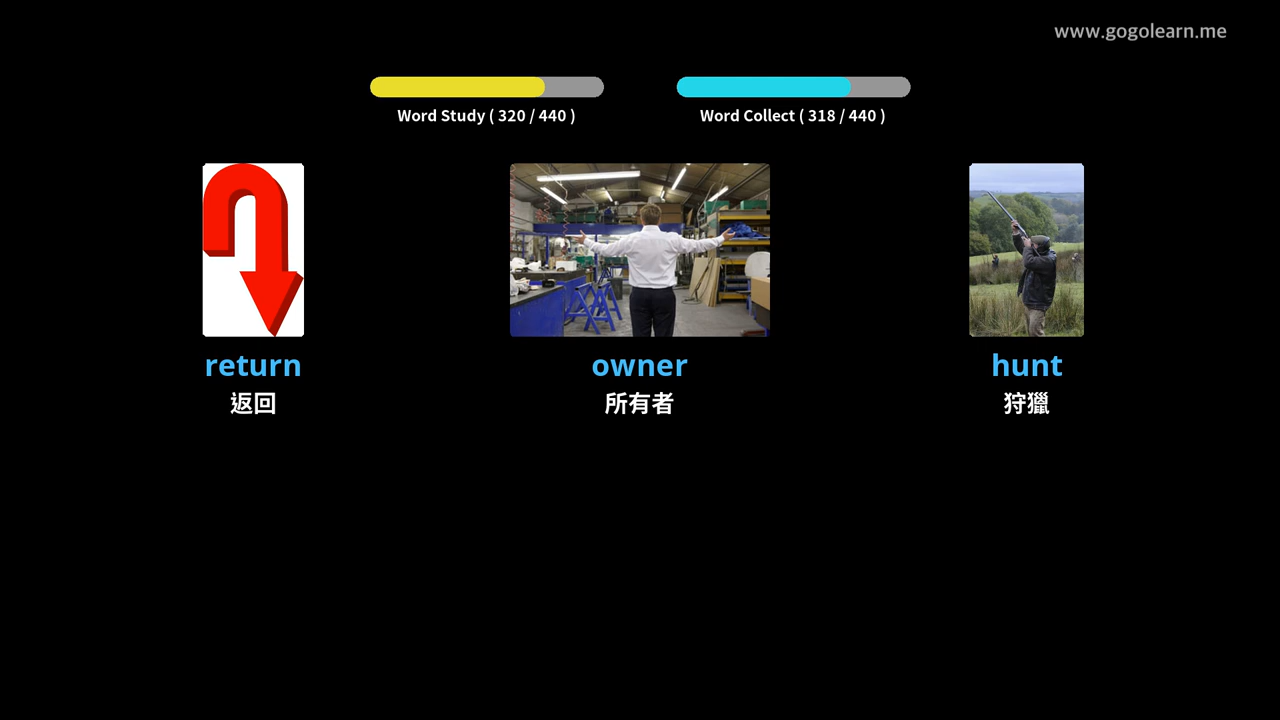 www.gogolearn.me
Word Study ( 320 / 440 )
Word Collect ( 318 / 440 )
return
返回
owner
所有者
hunt
狩獵